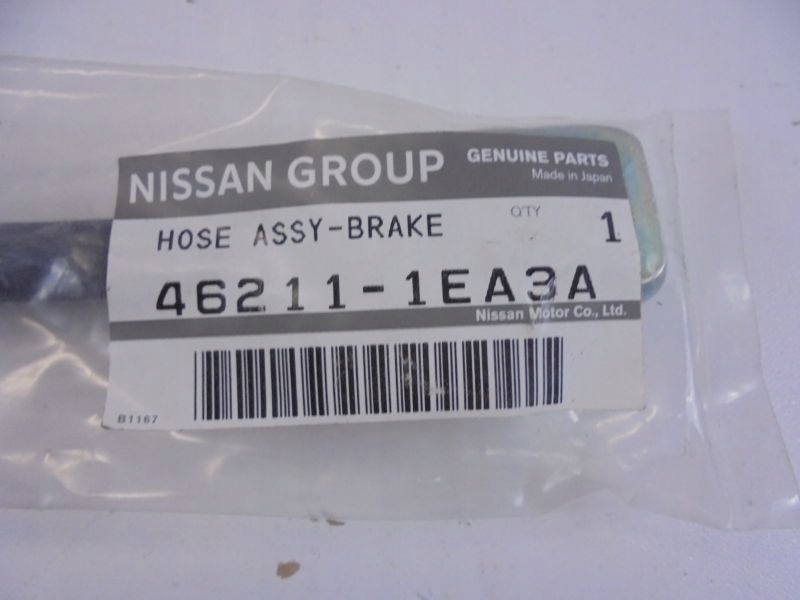 NISSAN GROUP
GENUINE PARTS
Made in Japan
HOSE ASSY-BRAKE
Q'TY
1
46211-1EA3A
Nissan Motor Co., Ltd.
B1167